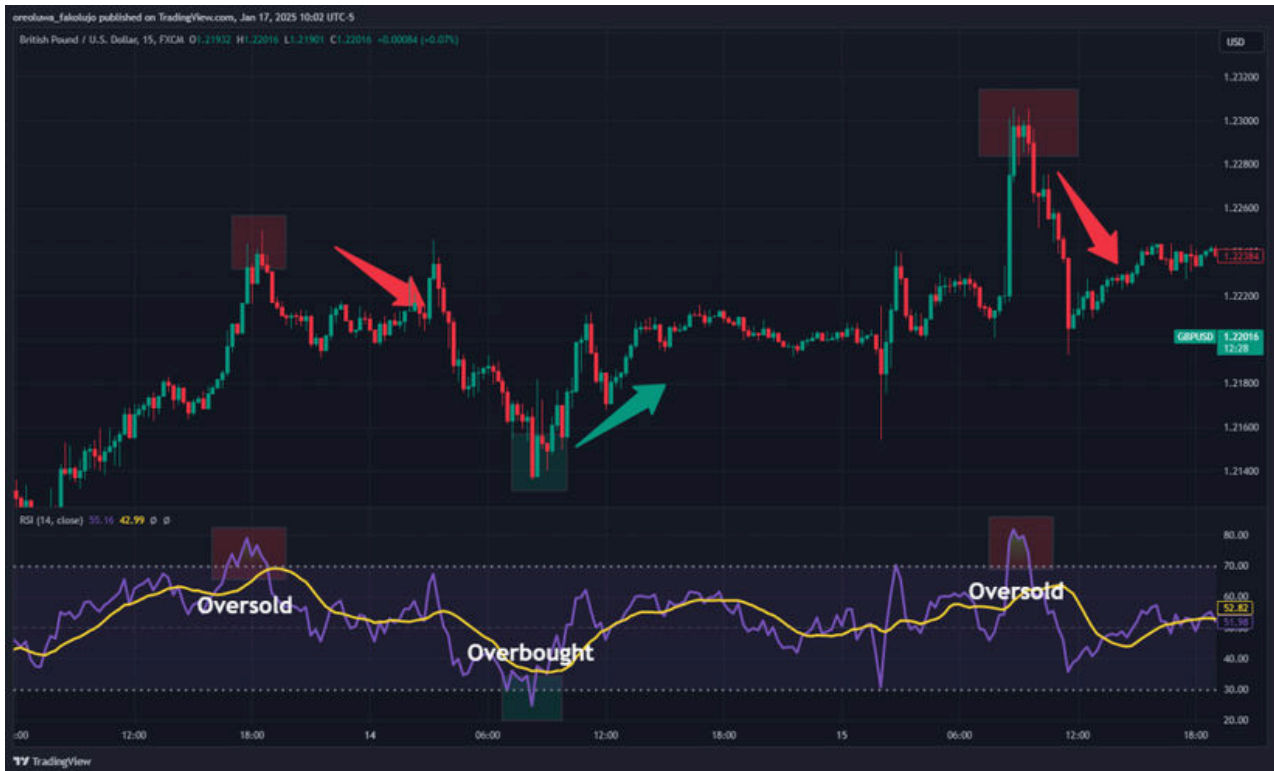 oreoluwa_fakolujo published on TradingView.com, Jan 17, 2025 10:02 UTC-5
British Pound / U.S. Dollar, 15, FXCM O1.21932 H1.22016 L1.21901 C1.22016 +0.00084 (+0.07%)
USD
1.23200
1.23000
1.22800
1.22600
1.22384
1.22200
GBPUSD 1.22016
12:28
1.21800
1.21600
1.21400
RSI (14, close) 55.16 42.99 Ø Ø
80.00
70.00
60.00
52.82
51.98
40.00
30.00
20.00
Oversold
Oversold
Overbought
:00 12:00 18:00 14 06:00 12:00 18:00 15 06:00 12:00 18:00
TradingView